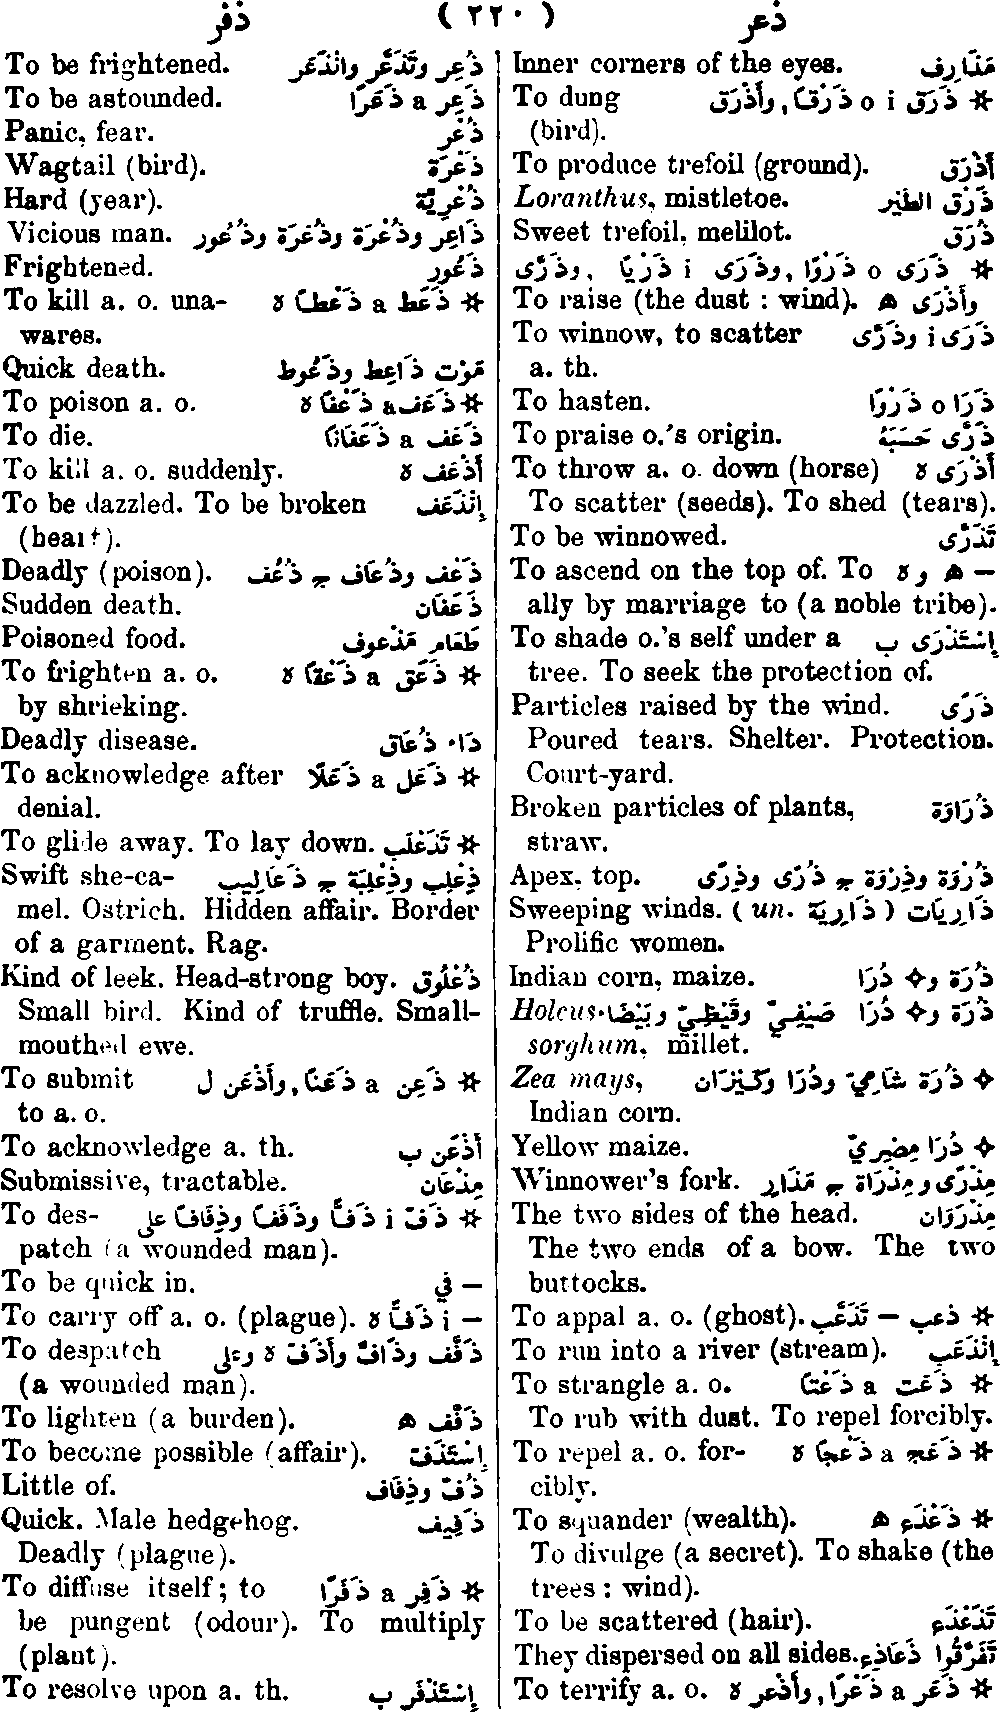 ذعر ( ٢٢٠ ) ذفر
Inner corners of the eyes. مَذَارِف
To dung ✲ ذَرَق o i ذَرْقًا, وأَذْرَق
(bird).
To produce trefoil (ground). أَذْرَق
Loranthus, mistletoe. ذَرْق الطَّيْر
Sweet trefoil, melilot. ذُرَق
✲ ذَرَى o ذَرْوًا, وذَرَى i ذَرْيًا, وذَرَّى
To raise (the dust : wind). وأَذْرَى ه
To winnow, to scatter ذَرَى i وذَرَّى
a. th.
To hasten. ذَرَا o ذَرْوًا
To praise o.'s origin. ذَرَّى حَسَبَهُ
To throw a. o. down (horse) أَذْرَى ه
To scatter (seeds). To shed (tears).
To be winnowed. تَذَرَّى
To ascend on the top of. To — ه و ه
ally by marriage to (a noble tribe).
To shade o.'s self under a إِسْتَذْرَى ب
tree. To seek the protection of.
Particles raised by the wind. ذَرًى
Poured tears. Shelter. Protection.
Court-yard.
Broken particles of plants, ذُرَاوَة
straw.
Apex, top. ذُرْوَة وذِرْوَة ج ذُرًى وذِرًى
Sweeping winds. ( un. ذَارِيَة ) ذَارِيَات
Prolific women.
Indian corn, maize. ذُرَة و✧ ذُرَا
Holcus ذُرَة و✧ ذُرَا صَيْفِيّ وقَيْظِيّ وبَيْضَا
sorghum, millet.
Zea mays, ✧ ذُرَة شَامِيّ وذُرَا وكَيْزَان
Indian corn.
Yellow maize. ✧ ذُرَا مِصْرِيّ
Winnower's fork. مِذْرًى ومِذْرَاة ج مَذَارٍ
The two sides of the head. مِذْرَوَان
The two ends of a bow. The two
buttocks.
To appal a. o. (ghost). ✲ ذعب — تَذَعَّب
To run into a river (stream). إِنْذَعَب
To strangle a. o. ✲ ذَعَت a ذَعْتًا
To rub with dust. To repel forcibly.
To repel a. o. for- ✲ ذَعَج a ذَعْجًا ه
cibly.
To squander (wealth). ✲ ذَعْذَع ه
To divulge (a secret). To shake (the
trees : wind).
To be scattered (hair). تَذَعْذَع
They dispersed on all sides. تَفَرَّقُوا ذَعَاذِع
To terrify a. o. ✲ ذَعَر a ذَعْرًا, وأَذْعَر ه
To be frightened. ذُعِر وتَذَعَّر وانْذَعَر
To be astounded. ذَعِر a ذَعَرًا
Panic, fear. ذُعْر
Wagtail (bird). ذُعَرَة
Hard (year). ذُعْرِيَّة
Vicious man. ذَاعِر وذُعْرَة وذُعَرَة وذُعُور
Frightened. ذَعُور
To kill a. o. una- ✲ ذَعَط a ذَعْطًا ه
wares.
Quick death. مَوْت ذَاعِط وذَعُوط
To poison a. o. ✲ ذَعَف a ذَعْفًا ه
To die. ذَعَف a ذَعَفَانًا
To kill a. o. suddenly. أَذْعَف ه
To be dazzled. To be broken إِنْذَعَف
(heart).
Deadly (poison). ذَعْف وذُعَاف ج ذُعُف
Sudden death. ذَعَفَان
Poisoned food. طَعَام مَذْعُوف
To frighten a. o. ✲ ذَعَق a ذَعْقًا ه
by shrieking.
Deadly disease. دَاء ذُعَاق
To acknowledge after ✲ ذَعَل a ذَعَلًا
denial.
To glide away. To lay down. ✲ تَذَعْلَب
Swift she-ca- ذِعْلِب وذِعْلِبَة ج ذَعَالِيب
mel. Ostrich. Hidden affair. Border
of a garment. Rag.
Kind of leek. Head-strong boy. ذُعْلُوق
Small bird. Kind of truffle. Small-
mouthed ewe.
To submit ✲ ذَعِن a ذَعَنًا, وأَذْعَن ل
to a. o.
To acknowledge a. th. أَذْعَن ب
Submissive, tractable. مِذْعَان
To des- ✲ ذَفّ i ذَفًّا وذَفَفًا وذِفَافًا على
patch (a wounded man).
To be quick in. — في
To carry off a. o. (plague). — i ذَفًّا ه
To despatch ذَفَّف وذَافّ وأَذَفّ ه وعلى
(a wounded man).
To lighten (a burden). ذَفَّف ه
To become possible (affair). إِسْتَذَفّ
Little of. ذُفّ وذِفَاف
Quick. Male hedgehog. ذَفِيف
Deadly (plague).
To diffuse itself; to ✲ ذَفِر a ذَفَرًا
be pungent (odour). To multiply
(plant).
To resolve upon a. th. إِسْتَذْفَر ب